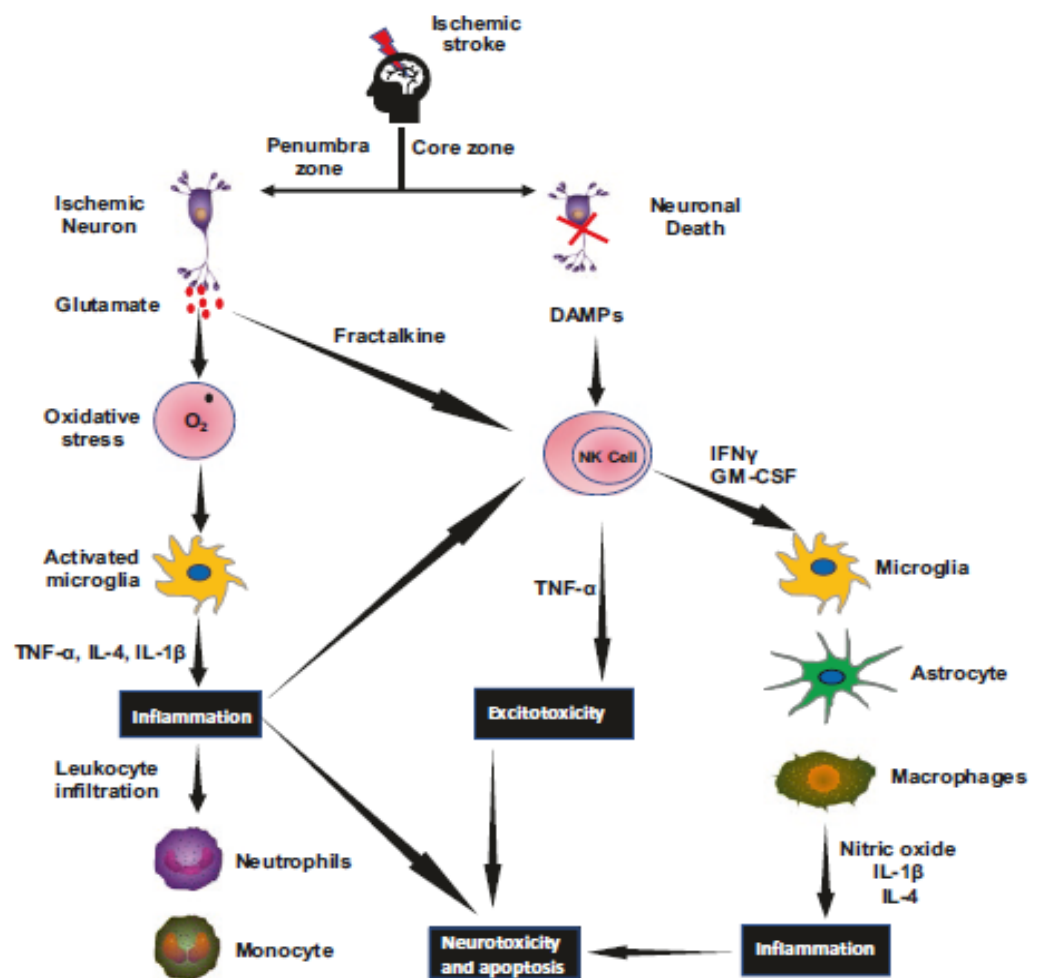 Ischemic
stroke
Penumbra
zone
Core zone
Ischemic
Neuron
Neuronal
Death
Glutamate
Fractalkine
DAMPs
O2
Oxidative
stress
NK Cell
IFNγ
GM-CSF
Activated
microglia
TNF-α
Microglia
TNF-α, IL-4, IL-1β
Astrocyte
Inflammation
Excitotoxicity
Leukocyte
infiltration
Macrophages
Neutrophils
Nitric oxide
IL-1β
IL-4
Monocyte
Neurotoxicity
and apoptosis
Inflammation